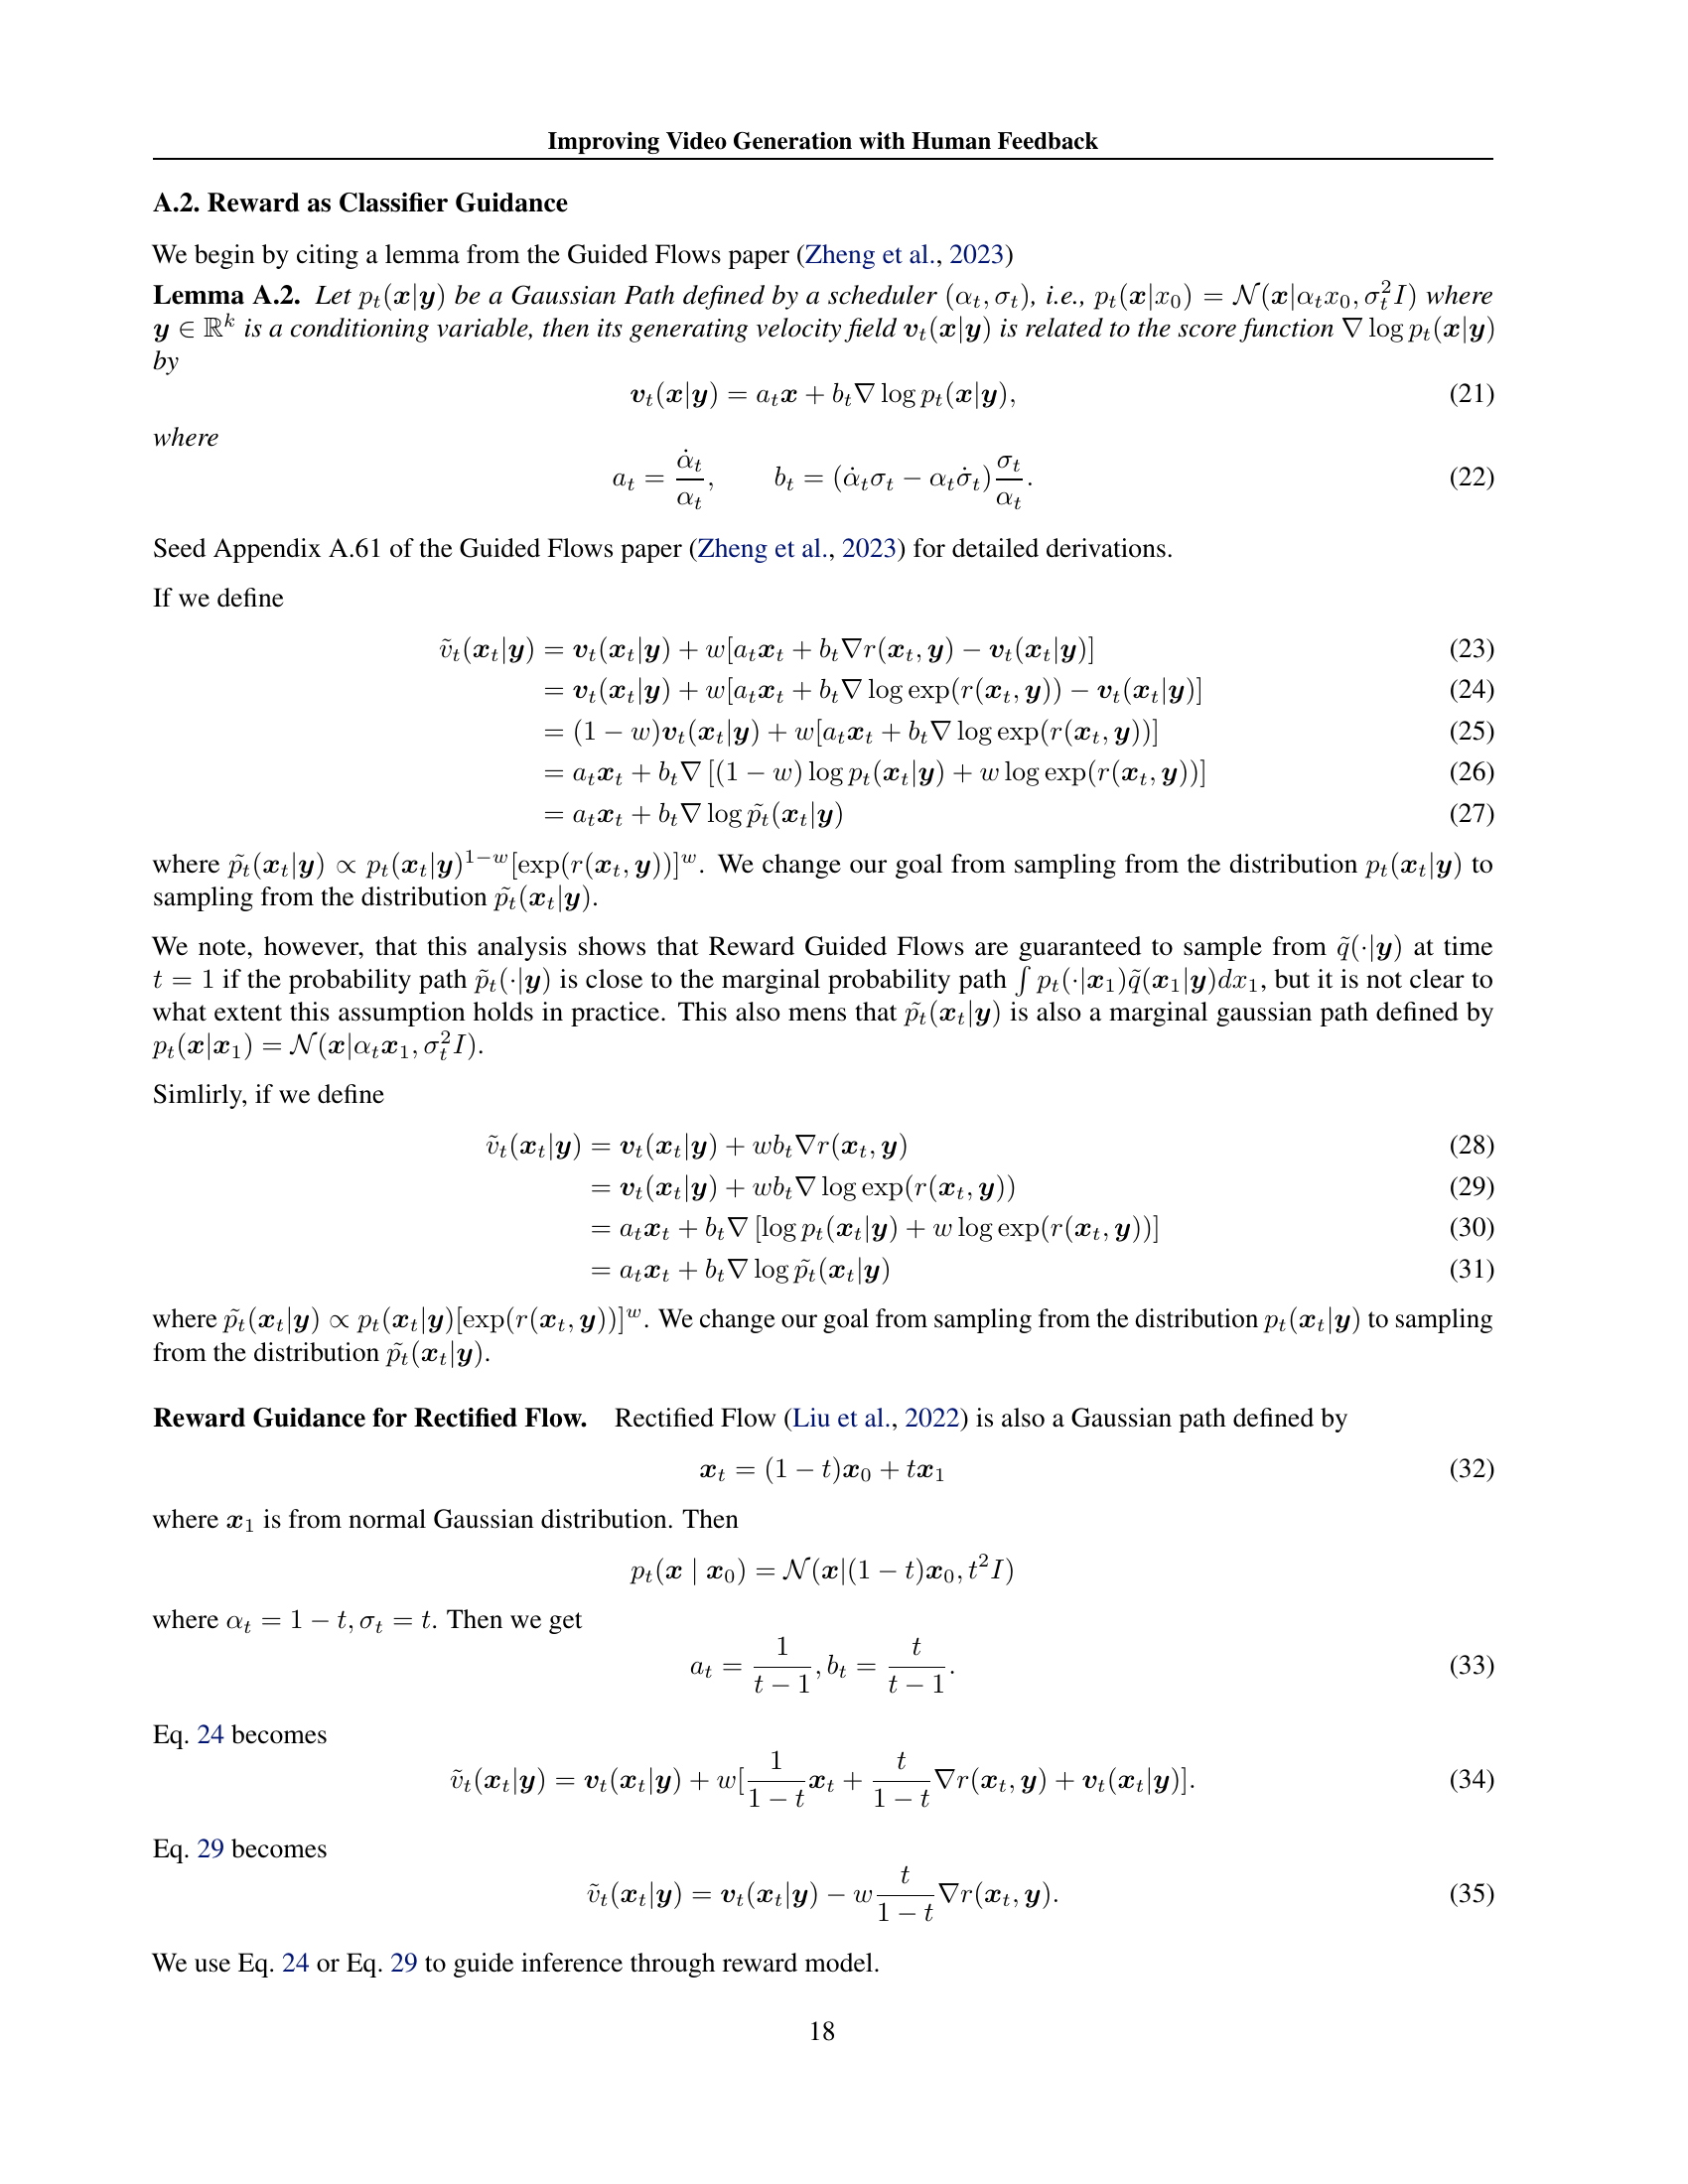 Improving Video Generation with Human Feedback
A.2. Reward as Classifier Guidance
We begin by citing a lemma from the Guided Flows paper (Zheng et al., 2023)
Lemma A.2. Let $p_t(\boldsymbol{x}|\boldsymbol{y})$ be a Gaussian Path defined by a scheduler $(\alpha_t, \sigma_t)$, i.e., $p_t(\boldsymbol{x}|x_0) = \mathcal{N}(\boldsymbol{x}|\alpha_t x_0, \sigma_t^2 I)$ where
$\boldsymbol{y} \in \mathbb{R}^k$ is a conditioning variable, then its generating velocity field $\boldsymbol{v}_t(\boldsymbol{x}|\boldsymbol{y})$ is related to the score function $\nabla \log p_t(\boldsymbol{x}|\boldsymbol{y})$
by
$\boldsymbol{v}_t(\boldsymbol{x}|\boldsymbol{y}) = a_t \boldsymbol{x} + b_t \nabla \log p_t(\boldsymbol{x}|\boldsymbol{y}),$ (21)
where
$a_t = \frac{\dot{\alpha}_t}{\alpha_t}, \quad b_t = (\dot{\alpha}_t \sigma_t - \alpha_t \dot{\sigma}_t) \frac{\sigma_t}{\alpha_t}.$ (22)
Seed Appendix A.61 of the Guided Flows paper (Zheng et al., 2023) for detailed derivations.
If we define
$\tilde{v}_t(\boldsymbol{x}_t|\boldsymbol{y}) = \boldsymbol{v}_t(\boldsymbol{x}_t|\boldsymbol{y}) + w[a_t \boldsymbol{x}_t + b_t \nabla r(\boldsymbol{x}_t, \boldsymbol{y}) - \boldsymbol{v}_t(\boldsymbol{x}_t|\boldsymbol{y})]$ (23)
$= \boldsymbol{v}_t(\boldsymbol{x}_t|\boldsymbol{y}) + w[a_t \boldsymbol{x}_t + b_t \nabla \log \exp(r(\boldsymbol{x}_t, \boldsymbol{y})) - \boldsymbol{v}_t(\boldsymbol{x}_t|\boldsymbol{y})]$ (24)
$= (1 - w)\boldsymbol{v}_t(\boldsymbol{x}_t|\boldsymbol{y}) + w[a_t \boldsymbol{x}_t + b_t \nabla \log \exp(r(\boldsymbol{x}_t, \boldsymbol{y}))]$ (25)
$= a_t \boldsymbol{x}_t + b_t \nabla [(1 - w) \log p_t(\boldsymbol{x}_t|\boldsymbol{y}) + w \log \exp(r(\boldsymbol{x}_t, \boldsymbol{y}))]$ (26)
$= a_t \boldsymbol{x}_t + b_t \nabla \log \tilde{p}_t(\boldsymbol{x}_t|\boldsymbol{y})$ (27)
where $\tilde{p}_t(\boldsymbol{x}_t|\boldsymbol{y}) \propto p_t(\boldsymbol{x}_t|\boldsymbol{y})^{1-w}[\exp(r(\boldsymbol{x}_t, \boldsymbol{y}))]^w$. We change our goal from sampling from the distribution $p_t(\boldsymbol{x}_t|\boldsymbol{y})$ to
sampling from the distribution $\tilde{p}_t(\boldsymbol{x}_t|\boldsymbol{y})$.
We note, however, that this analysis shows that Reward Guided Flows are guaranteed to sample from $\tilde{q}(\cdot|\boldsymbol{y})$ at time
$t = 1$ if the probability path $\tilde{p}_t(\cdot|\boldsymbol{y})$ is close to the marginal probability path $\int p_t(\cdot|\boldsymbol{x}_1)\tilde{q}(\boldsymbol{x}_1|\boldsymbol{y})dx_1$, but it is not clear to
what extent this assumption holds in practice. This also mens that $\tilde{p}_t(\boldsymbol{x}_t|\boldsymbol{y})$ is also a marginal gaussian path defined by
$p_t(\boldsymbol{x}|\boldsymbol{x}_1) = \mathcal{N}(\boldsymbol{x}|\alpha_t \boldsymbol{x}_1, \sigma_t^2 I)$.
Simlirly, if we define
$\tilde{v}_t(\boldsymbol{x}_t|\boldsymbol{y}) = \boldsymbol{v}_t(\boldsymbol{x}_t|\boldsymbol{y}) + w b_t \nabla r(\boldsymbol{x}_t, \boldsymbol{y})$ (28)
$= \boldsymbol{v}_t(\boldsymbol{x}_t|\boldsymbol{y}) + w b_t \nabla \log \exp(r(\boldsymbol{x}_t, \boldsymbol{y}))$ (29)
$= a_t \boldsymbol{x}_t + b_t \nabla [\log p_t(\boldsymbol{x}_t|\boldsymbol{y}) + w \log \exp(r(\boldsymbol{x}_t, \boldsymbol{y}))]$ (30)
$= a_t \boldsymbol{x}_t + b_t \nabla \log \tilde{p}_t(\boldsymbol{x}_t|\boldsymbol{y})$ (31)
where $\tilde{p}_t(\boldsymbol{x}_t|\boldsymbol{y}) \propto p_t(\boldsymbol{x}_t|\boldsymbol{y})[\exp(r(\boldsymbol{x}_t, \boldsymbol{y}))]^w$. We change our goal from sampling from the distribution $p_t(\boldsymbol{x}_t|\boldsymbol{y})$ to sampling
from the distribution $\tilde{p}_t(\boldsymbol{x}_t|\boldsymbol{y})$.
Reward Guidance for Rectified Flow. Rectified Flow (Liu et al., 2022) is also a Gaussian path defined by
$\boldsymbol{x}_t = (1 - t)\boldsymbol{x}_0 + t\boldsymbol{x}_1$ (32)
where $\boldsymbol{x}_1$ is from normal Gaussian distribution. Then
$p_t(\boldsymbol{x} \mid \boldsymbol{x}_0) = \mathcal{N}(\boldsymbol{x}|(1 - t)\boldsymbol{x}_0, t^2 I)$
where $\alpha_t = 1 - t, \sigma_t = t$. Then we get
$a_t = \frac{1}{t - 1}, b_t = \frac{t}{t - 1}.$ (33)
Eq. 24 becomes
$\tilde{v}_t(\boldsymbol{x}_t|\boldsymbol{y}) = \boldsymbol{v}_t(\boldsymbol{x}_t|\boldsymbol{y}) + w[\frac{1}{1 - t}\boldsymbol{x}_t + \frac{t}{1 - t}\nabla r(\boldsymbol{x}_t, \boldsymbol{y}) + \boldsymbol{v}_t(\boldsymbol{x}_t|\boldsymbol{y})].$ (34)
Eq. 29 becomes
$\tilde{v}_t(\boldsymbol{x}_t|\boldsymbol{y}) = \boldsymbol{v}_t(\boldsymbol{x}_t|\boldsymbol{y}) - w\frac{t}{1 - t}\nabla r(\boldsymbol{x}_t, \boldsymbol{y}).$ (35)
We use Eq. 24 or Eq. 29 to guide inference through reward model.
18